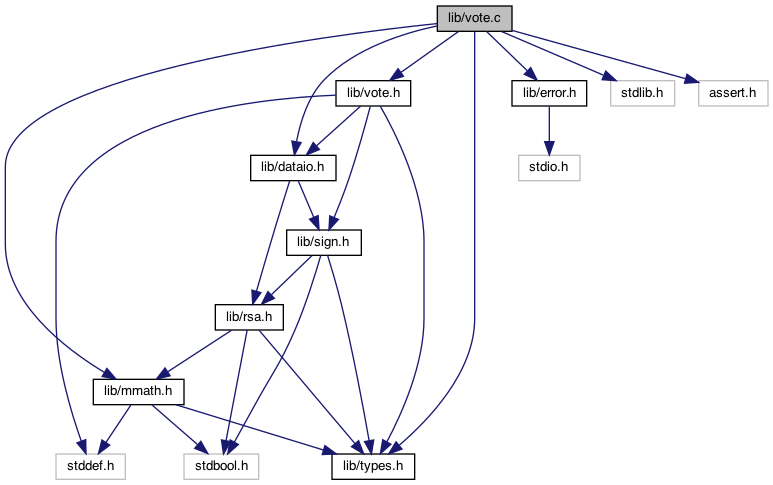 lib/vote.c
lib/vote.h
lib/error.h
stdlib.h
assert.h
lib/dataio.h
stdio.h
lib/sign.h
lib/rsa.h
lib/mmath.h
stddef.h
stdbool.h
lib/types.h